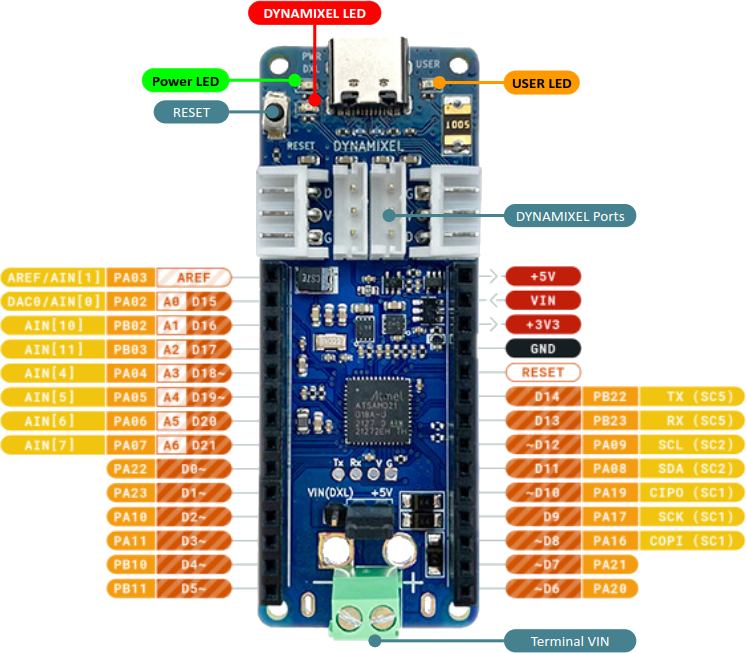 DYNAMIXEL LED
PWR
DXL
USER
Power LED
USER LED
RESET
1005
RESET
DYNAMIXEL
D
V
G
G
V
D
DYNAMIXEL Ports
AREF/AIN[1] PA03 AREF
+5V
DAC0/AIN[0] PA02 A0 D15
VIN
AIN[10] PB02 A1 D16
+3V3
AIN[11] PB03 A2 D17
GND
AIN[4] PA04 A3 D18~
RESET
AIN[5] PA05 A4 D19~
D14 PB22 TX (SC5)
AIN[6] PA06 A5 D20
D13 PB23 RX (SC5)
AIN[7] PA07 A6 D21
~D12 PA09 SCL (SC2)
PA22 D0~
D11 PA08 SDA (SC2)
PA23 D1~
~D10 PA19 CIPO (SC1)
PA10 D2~
D9 PA17 SCK (SC1)
PA11 D3~
~D8 PA16 COPI (SC1)
PB10 D4~
~D7 PA21
PB11 D5~
~D6 PA20
Atmel
ATSAMD21
G18A-U
Tx Rx V G
VIN(DXL) +5V
− +
Terminal VIN